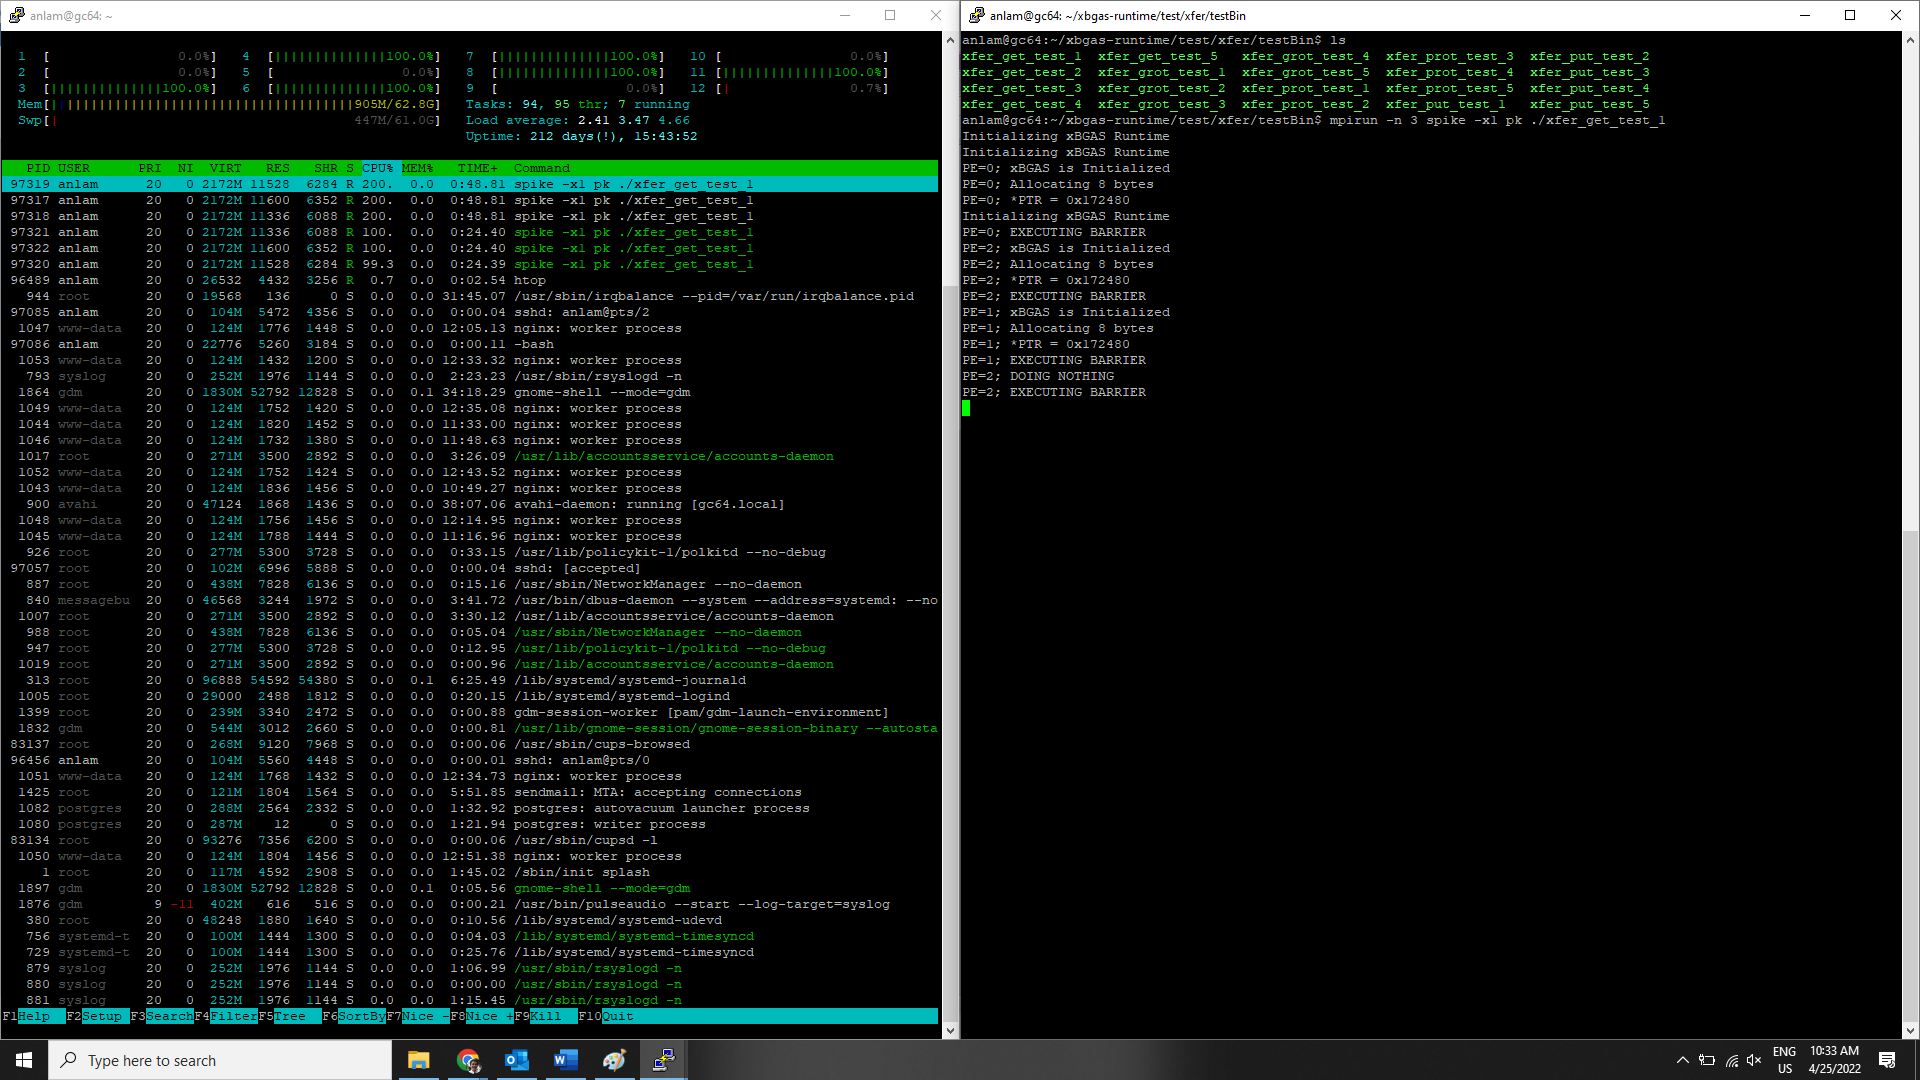 anlam@gc64: ~
1 [ 0.0%] 4 [||||||||||||||100.0%] 7 [||||||||||||||100.0%] 10 [ 0.0%]
2 [ 0.0%] 5 [ 0.0%] 8 [||||||||||||||100.0%] 11 [||||||||||||||100.0%]
3 [||||||||||||||100.0%] 6 [||||||||||||||100.0%] 9 [ 0.0%] 12 [| 0.7%]
Mem[||||||||||||||||||||||||||||||||||||905M/62.8G] Tasks: 94, 95 thr; 7 running
Swp[| 447M/61.0G] Load average: 2.41 3.47 4.66
Uptime: 212 days(!), 15:43:52
PID USER PRI NI VIRT RES SHR S CPU% MEM% TIME+ Command
97319 anlam 20 0 2172M 11528 6284 R 200. 0.0 0:48.81 spike -x1 pk ./xfer_get_test_1
97317 anlam 20 0 2172M 11600 6352 R 200. 0.0 0:48.81 spike -x1 pk ./xfer_get_test_1
97318 anlam 20 0 2172M 11336 6088 R 200. 0.0 0:48.81 spike -x1 pk ./xfer_get_test_1
97321 anlam 20 0 2172M 11336 6088 R 100. 0.0 0:24.40 spike -x1 pk ./xfer_get_test_1
97322 anlam 20 0 2172M 11600 6352 R 100. 0.0 0:24.40 spike -x1 pk ./xfer_get_test_1
97320 anlam 20 0 2172M 11528 6284 R 99.3 0.0 0:24.39 spike -x1 pk ./xfer_get_test_1
96489 anlam 20 0 26532 4432 3256 R 0.7 0.0 0:02.54 htop
944 root 20 0 19568 136 0 S 0.0 0.0 31:45.07 /usr/sbin/irqbalance --pid=/var/run/irqbalance.pid
97085 anlam 20 0 104M 5472 4356 S 0.0 0.0 0:00.04 sshd: anlam@pts/2
1047 www-data 20 0 124M 1776 1448 S 0.0 0.0 12:05.13 nginx: worker process
97086 anlam 20 0 22776 5260 3184 S 0.0 0.0 0:00.11 -bash
1053 www-data 20 0 124M 1432 1200 S 0.0 0.0 12:33.32 nginx: worker process
793 syslog 20 0 252M 1976 1144 S 0.0 0.0 2:23.23 /usr/sbin/rsyslogd -n
1864 gdm 20 0 1830M 52792 12828 S 0.0 0.1 34:18.29 gnome-shell --mode=gdm
1049 www-data 20 0 124M 1752 1420 S 0.0 0.0 12:35.08 nginx: worker process
1044 www-data 20 0 124M 1820 1452 S 0.0 0.0 11:33.00 nginx: worker process
1046 www-data 20 0 124M 1732 1380 S 0.0 0.0 11:48.63 nginx: worker process
1017 root 20 0 271M 3500 2892 S 0.0 0.0 3:26.09 /usr/lib/accountsservice/accounts-daemon
1052 www-data 20 0 124M 1752 1424 S 0.0 0.0 12:43.52 nginx: worker process
1043 www-data 20 0 124M 1836 1456 S 0.0 0.0 10:49.27 nginx: worker process
900 avahi 20 0 47124 1868 1436 S 0.0 0.0 38:07.06 avahi-daemon: running [gc64.local]
1048 www-data 20 0 124M 1756 1456 S 0.0 0.0 12:14.95 nginx: worker process
1045 www-data 20 0 124M 1788 1444 S 0.0 0.0 11:16.96 nginx: worker process
926 root 20 0 277M 5300 3728 S 0.0 0.0 0:33.15 /usr/lib/policykit-1/polkitd --no-debug
97057 root 20 0 102M 6996 5888 S 0.0 0.0 0:00.04 sshd: [accepted]
887 root 20 0 438M 7828 6136 S 0.0 0.0 0:15.16 /usr/sbin/NetworkManager --no-daemon
840 messagebu 20 0 46568 3244 1972 S 0.0 0.0 3:41.72 /usr/bin/dbus-daemon --system --address=systemd: --no
1007 root 20 0 271M 3500 2892 S 0.0 0.0 3:30.12 /usr/lib/accountsservice/accounts-daemon
988 root 20 0 438M 7828 6136 S 0.0 0.0 0:05.04 /usr/sbin/NetworkManager --no-daemon
947 root 20 0 277M 5300 3728 S 0.0 0.0 0:12.95 /usr/lib/policykit-1/polkitd --no-debug
1019 root 20 0 271M 3500 2892 S 0.0 0.0 0:00.96 /usr/lib/accountsservice/accounts-daemon
313 root 20 0 96888 54592 54380 S 0.0 0.1 6:25.49 /lib/systemd/systemd-journald
1005 root 20 0 29000 2488 1812 S 0.0 0.0 0:20.15 /lib/systemd/systemd-logind
1399 root 20 0 239M 3340 2472 S 0.0 0.0 0:00.88 gdm-session-worker [pam/gdm-launch-environment]
1832 gdm 20 0 544M 3012 2660 S 0.0 0.0 0:00.81 /usr/lib/gnome-session/gnome-session-binary --autosta
83137 root 20 0 268M 9120 7968 S 0.0 0.0 0:00.06 /usr/sbin/cups-browsed
96456 anlam 20 0 104M 5560 4448 S 0.0 0.0 0:00.01 sshd: anlam@pts/0
1051 www-data 20 0 124M 1768 1432 S 0.0 0.0 12:34.73 nginx: worker process
1425 root 20 0 121M 1804 1564 S 0.0 0.0 5:51.85 sendmail: MTA: accepting connections
1082 postgres 20 0 288M 2564 2332 S 0.0 0.0 1:32.92 postgres: autovacuum launcher process
1080 postgres 20 0 287M 12 0 S 0.0 0.0 1:21.94 postgres: writer process
83134 root 20 0 93276 7356 6200 S 0.0 0.0 0:00.06 /usr/sbin/cupsd -l
1050 www-data 20 0 124M 1804 1456 S 0.0 0.0 12:51.38 nginx: worker process
1 root 20 0 117M 4592 2908 S 0.0 0.0 1:45.02 /sbin/init splash
1897 gdm 20 0 1830M 52792 12828 S 0.0 0.1 0:05.56 gnome-shell --mode=gdm
1876 gdm 9 -11 402M 616 516 S 0.0 0.0 0:00.21 /usr/bin/pulseaudio --start --log-target=syslog
380 root 20 0 48248 1880 1640 S 0.0 0.0 0:10.56 /lib/systemd/systemd-udevd
756 systemd-t 20 0 100M 1444 1300 S 0.0 0.0 0:04.03 /lib/systemd/systemd-timesyncd
729 systemd-t 20 0 100M 1444 1300 S 0.0 0.0 0:25.76 /lib/systemd/systemd-timesyncd
879 syslog 20 0 252M 1976 1144 S 0.0 0.0 1:06.99 /usr/sbin/rsyslogd -n
880 syslog 20 0 252M 1976 1144 S 0.0 0.0 0:00.00 /usr/sbin/rsyslogd -n
881 syslog 20 0 252M 1976 1144 S 0.0 0.0 1:15.45 /usr/sbin/rsyslogd -n
F1Help F2Setup F3SearchF4FilterF5Tree F6SortByF7Nice -F8Nice +F9Kill F10Quit
anlam@gc64: ~/xbgas-runtime/test/xfer/testBin
anlam@gc64:~/xbgas-runtime/test/xfer/testBin$ ls
xfer_get_test_1 xfer_get_test_5 xfer_grot_test_4 xfer_prot_test_3 xfer_put_test_2
xfer_get_test_2 xfer_grot_test_1 xfer_grot_test_5 xfer_prot_test_4 xfer_put_test_3
xfer_get_test_3 xfer_grot_test_2 xfer_prot_test_1 xfer_prot_test_5 xfer_put_test_4
xfer_get_test_4 xfer_grot_test_3 xfer_prot_test_2 xfer_put_test_1 xfer_put_test_5
anlam@gc64:~/xbgas-runtime/test/xfer/testBin$ mpirun -n 3 spike -x1 pk ./xfer_get_test_1
Initializing xBGAS Runtime
Initializing xBGAS Runtime
PE=0; xBGAS is Initialized
PE=0; Allocating 8 bytes
PE=0; *PTR = 0x172480
Initializing xBGAS Runtime
PE=0; EXECUTING BARRIER
PE=2; xBGAS is Initialized
PE=2; Allocating 8 bytes
PE=2; *PTR = 0x172480
PE=2; EXECUTING BARRIER
PE=1; xBGAS is Initialized
PE=1; Allocating 8 bytes
PE=1; *PTR = 0x172480
PE=1; EXECUTING BARRIER
PE=2; DOING NOTHING
PE=2; EXECUTING BARRIER
Type here to search
ENG
US
10:33 AM
4/25/2022